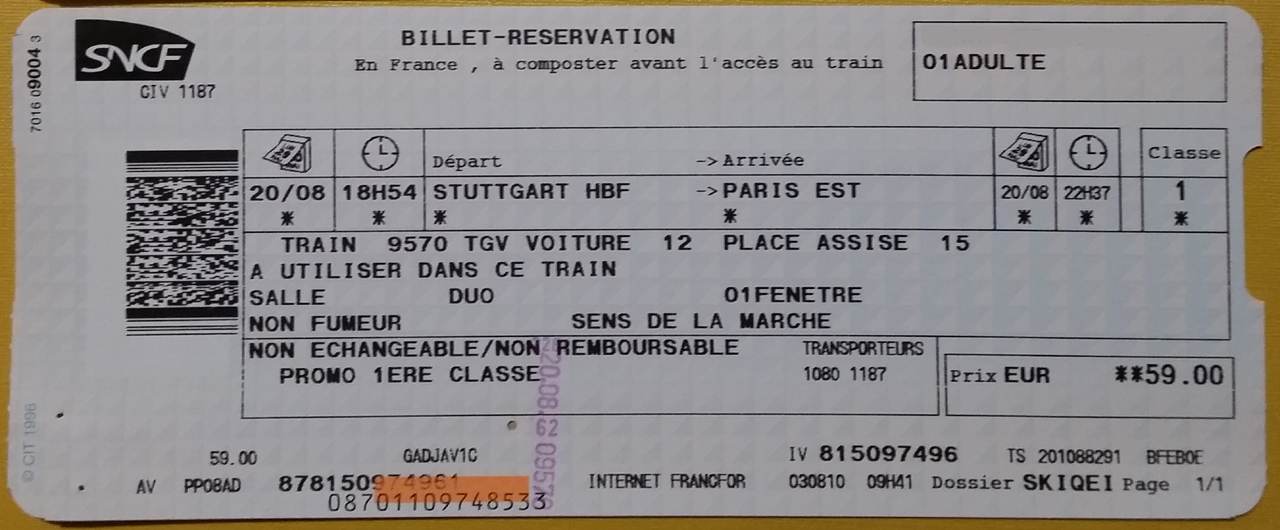 SNCF
BILLET-RESERVATION
En France , à composter avant l'accès au train
01ADULTE
CIV 1187
7016 09004 3
Départ -> Arrivée Classe
20/08 18H54 STUTTGART HBF -> PARIS EST 20/08 22H37 1
* * * * * * *
TRAIN 9570 TGV VOITURE 12 PLACE ASSISE 15
A UTILISER DANS CE TRAIN
SALLE DUO 01FENETRE
NON FUMEUR SENS DE LA MARCHE
NON ECHANGEABLE/NON REMBOURSABLE TRANSPORTEURS
PROMO 1ERE CLASSE 1080 1187
Prix EUR **59.00
© CIT 1996
59.00 GADJAV1C IV 815097496 TS 201088291 BFEB0E
AV PP08AD 878150974961 INTERNET FRANCFOR 030810 09H41 Dossier SKIQEI Page 1/1
08701109748533